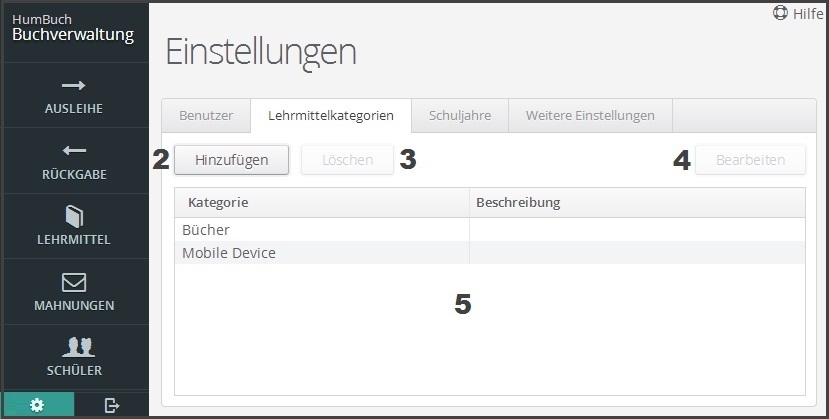 HumBuch
Buchverwaltung
AUSLEIHE
RÜCKGABE
LEHRMITTEL
MAHNUNGEN
SCHÜLER
Hilfe
Einstellungen
Benutzer Lehrmittelkategorien Schuljahre Weitere Einstellungen
2 Hinzufügen Löschen 3 4 Bearbeiten
Kategorie Beschreibung
Bücher
Mobile Device
5